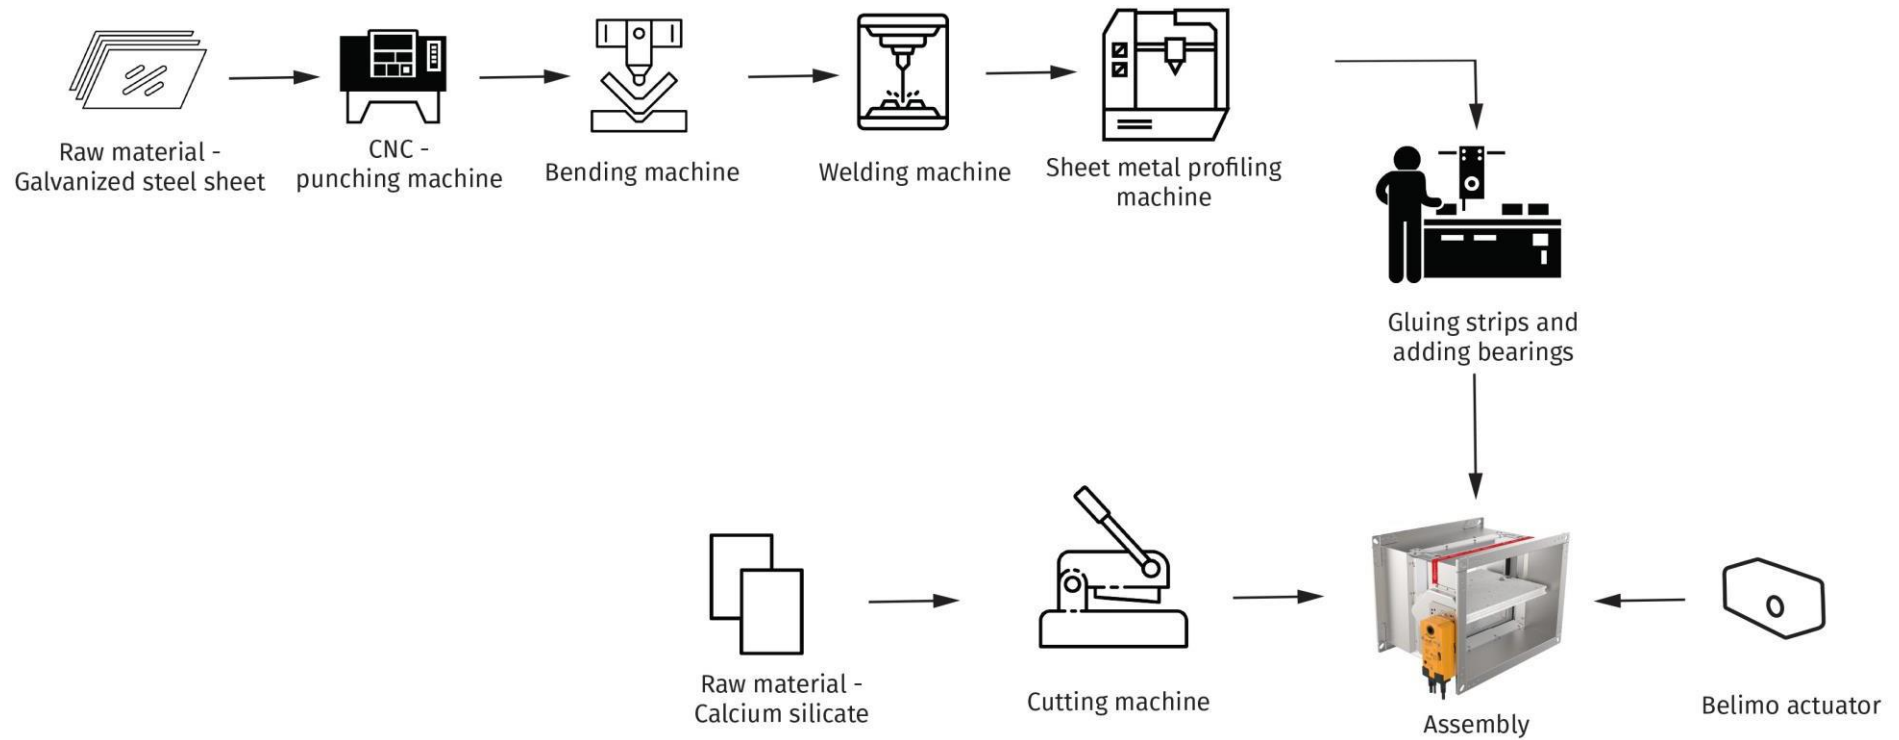 Raw material -
Galvanized steel sheet
CNC -
punching machine
Bending machine
Welding machine
Sheet metal profiling
machine
Gluing strips and
adding bearings
Raw material -
Calcium silicate
Cutting machine
Assembly
Belimo actuator